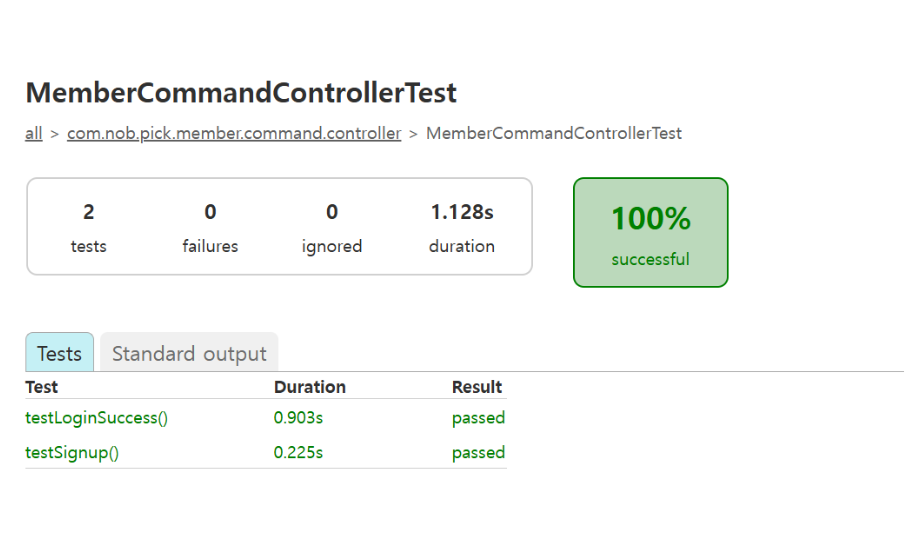 MemberCommandControllerTest
all > com.nob.pick.member.command.controller > MemberCommandControllerTest
2 0 0 1.128s
tests failures ignored duration
100%
successful
Tests Standard output
Test Duration Result
testLoginSuccess() 0.903s passed
testSignup() 0.225s passed